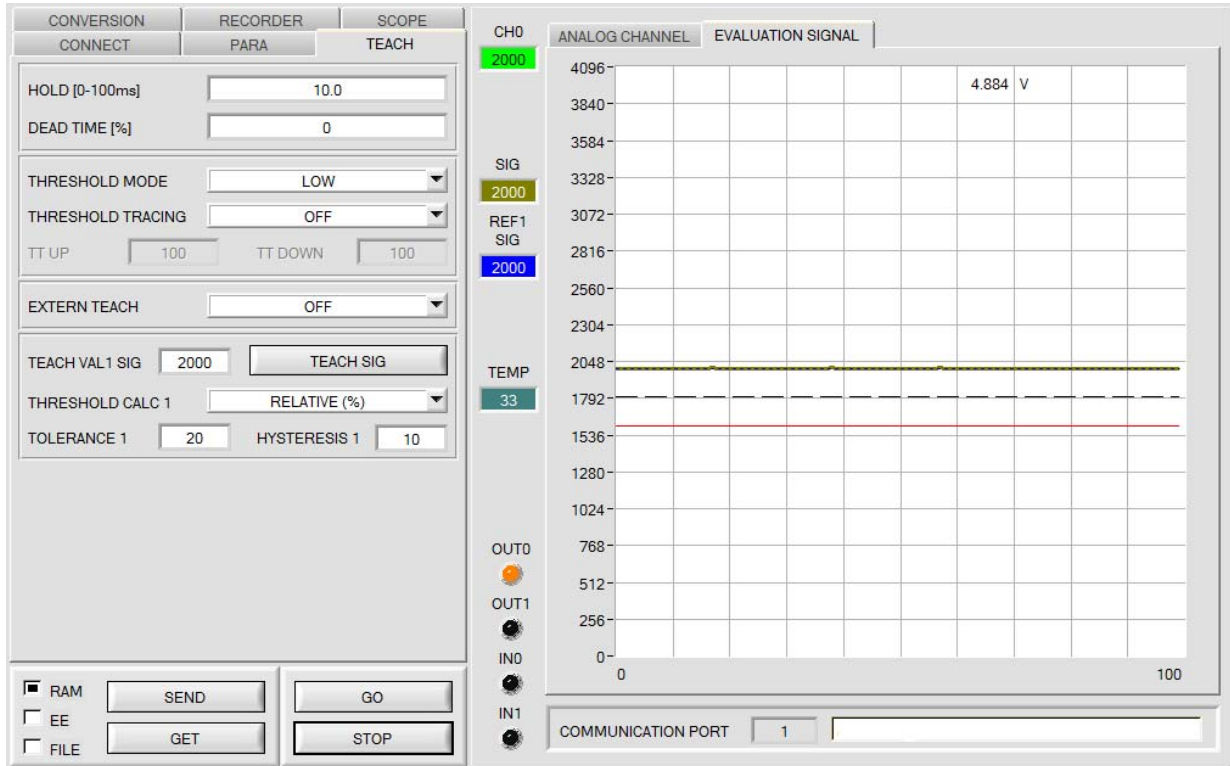 CONVERSION RECORDER SCOPE
CONNECT PARA TEACH
HOLD [0-100ms] 10.0
DEAD TIME [%] 0
THRESHOLD MODE LOW
THRESHOLD TRACING OFF
TT UP 100 TT DOWN 100
EXTERN TEACH OFF
TEACH VAL1 SIG 2000 TEACH SIG
THRESHOLD CALC 1 RELATIVE (%)
TOLERANCE 1 20 HYSTERESIS 1 10
RAM SEND GO
EE
FILE GET STOP
CH0
2000
SIG
2000
REF1
SIG
2000
TEMP
33
OUT0
OUT1
IN0
IN1
ANALOG CHANNEL EVALUATION SIGNAL
4.884 V
4096
3840
3584
3328
3072
2816
2560
2304
2048
1792
1536
1280
1024
768
512
256
0
0 100
COMMUNICATION PORT 1